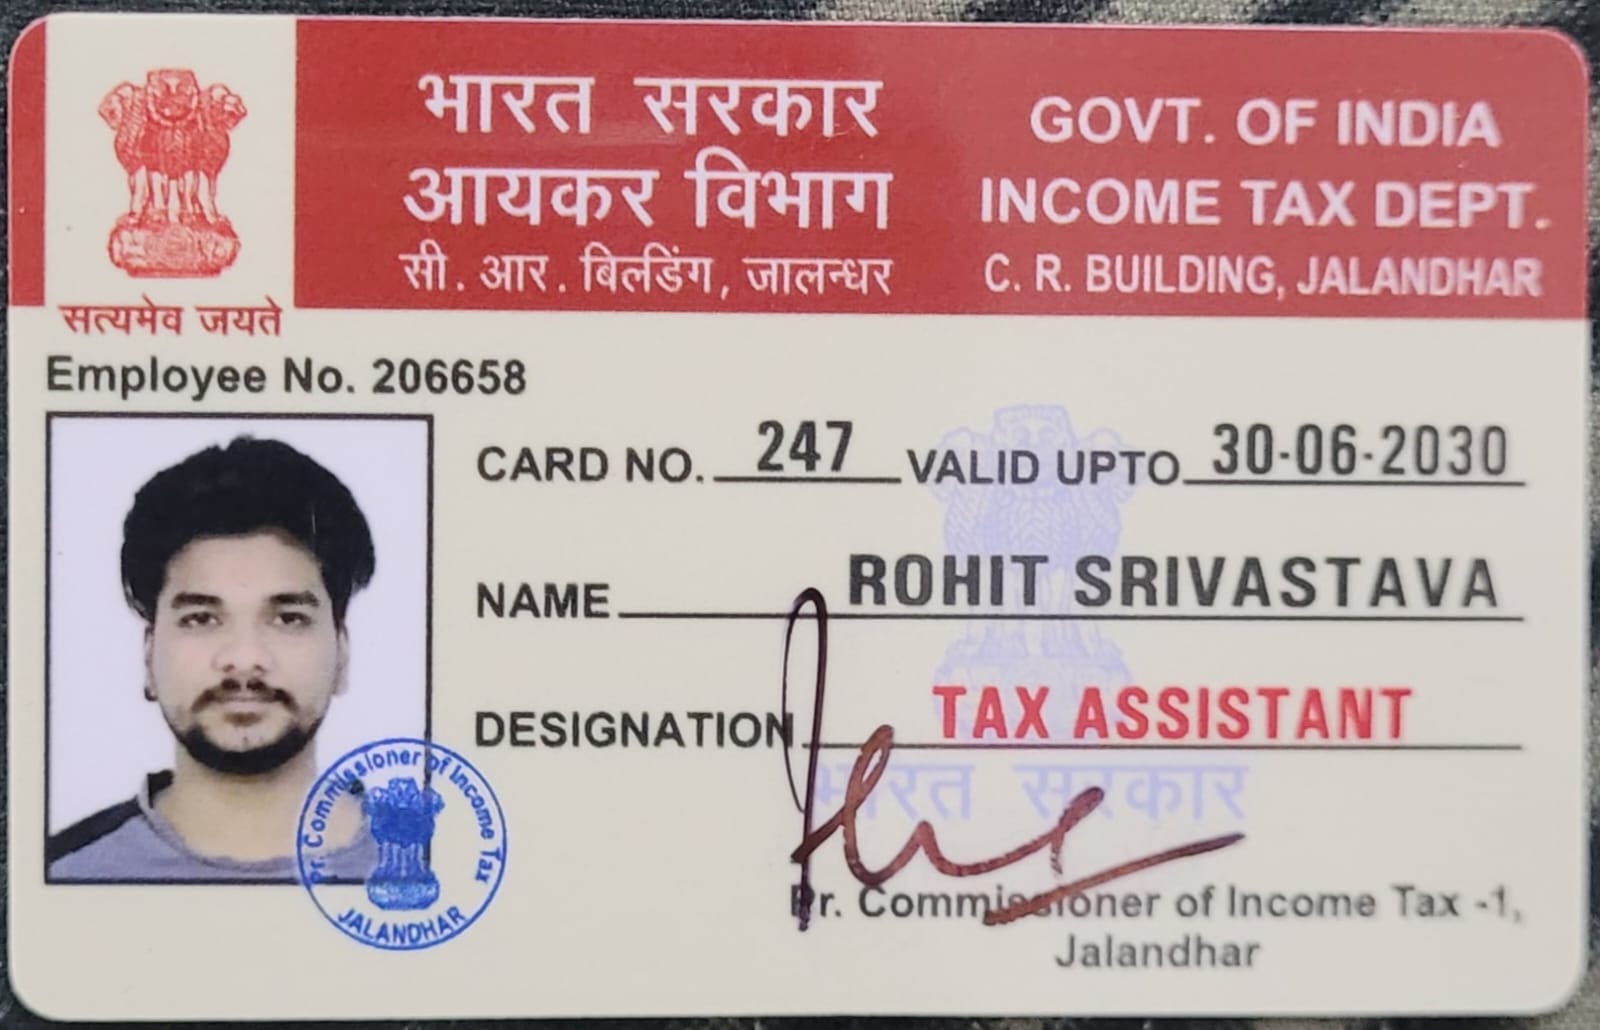 भारत सरकार
आयकर विभाग
सी. आर. बिलडिंग, जालन्धर
GOVT. OF INDIA
INCOME TAX DEPT.
C. R. BUILDING, JALANDHAR
सत्यमेव जयते
Employee No. 206658
CARD NO. 247 VALID UPTO 30-06-2030
NAME ROHIT SRIVASTAVA
DESIGNATION TAX ASSISTANT
भारत सरकार
Pr. Commissioner of Income Tax -1,
Jalandhar
Pr. Commissioner of Income Tax
JALANDHAR